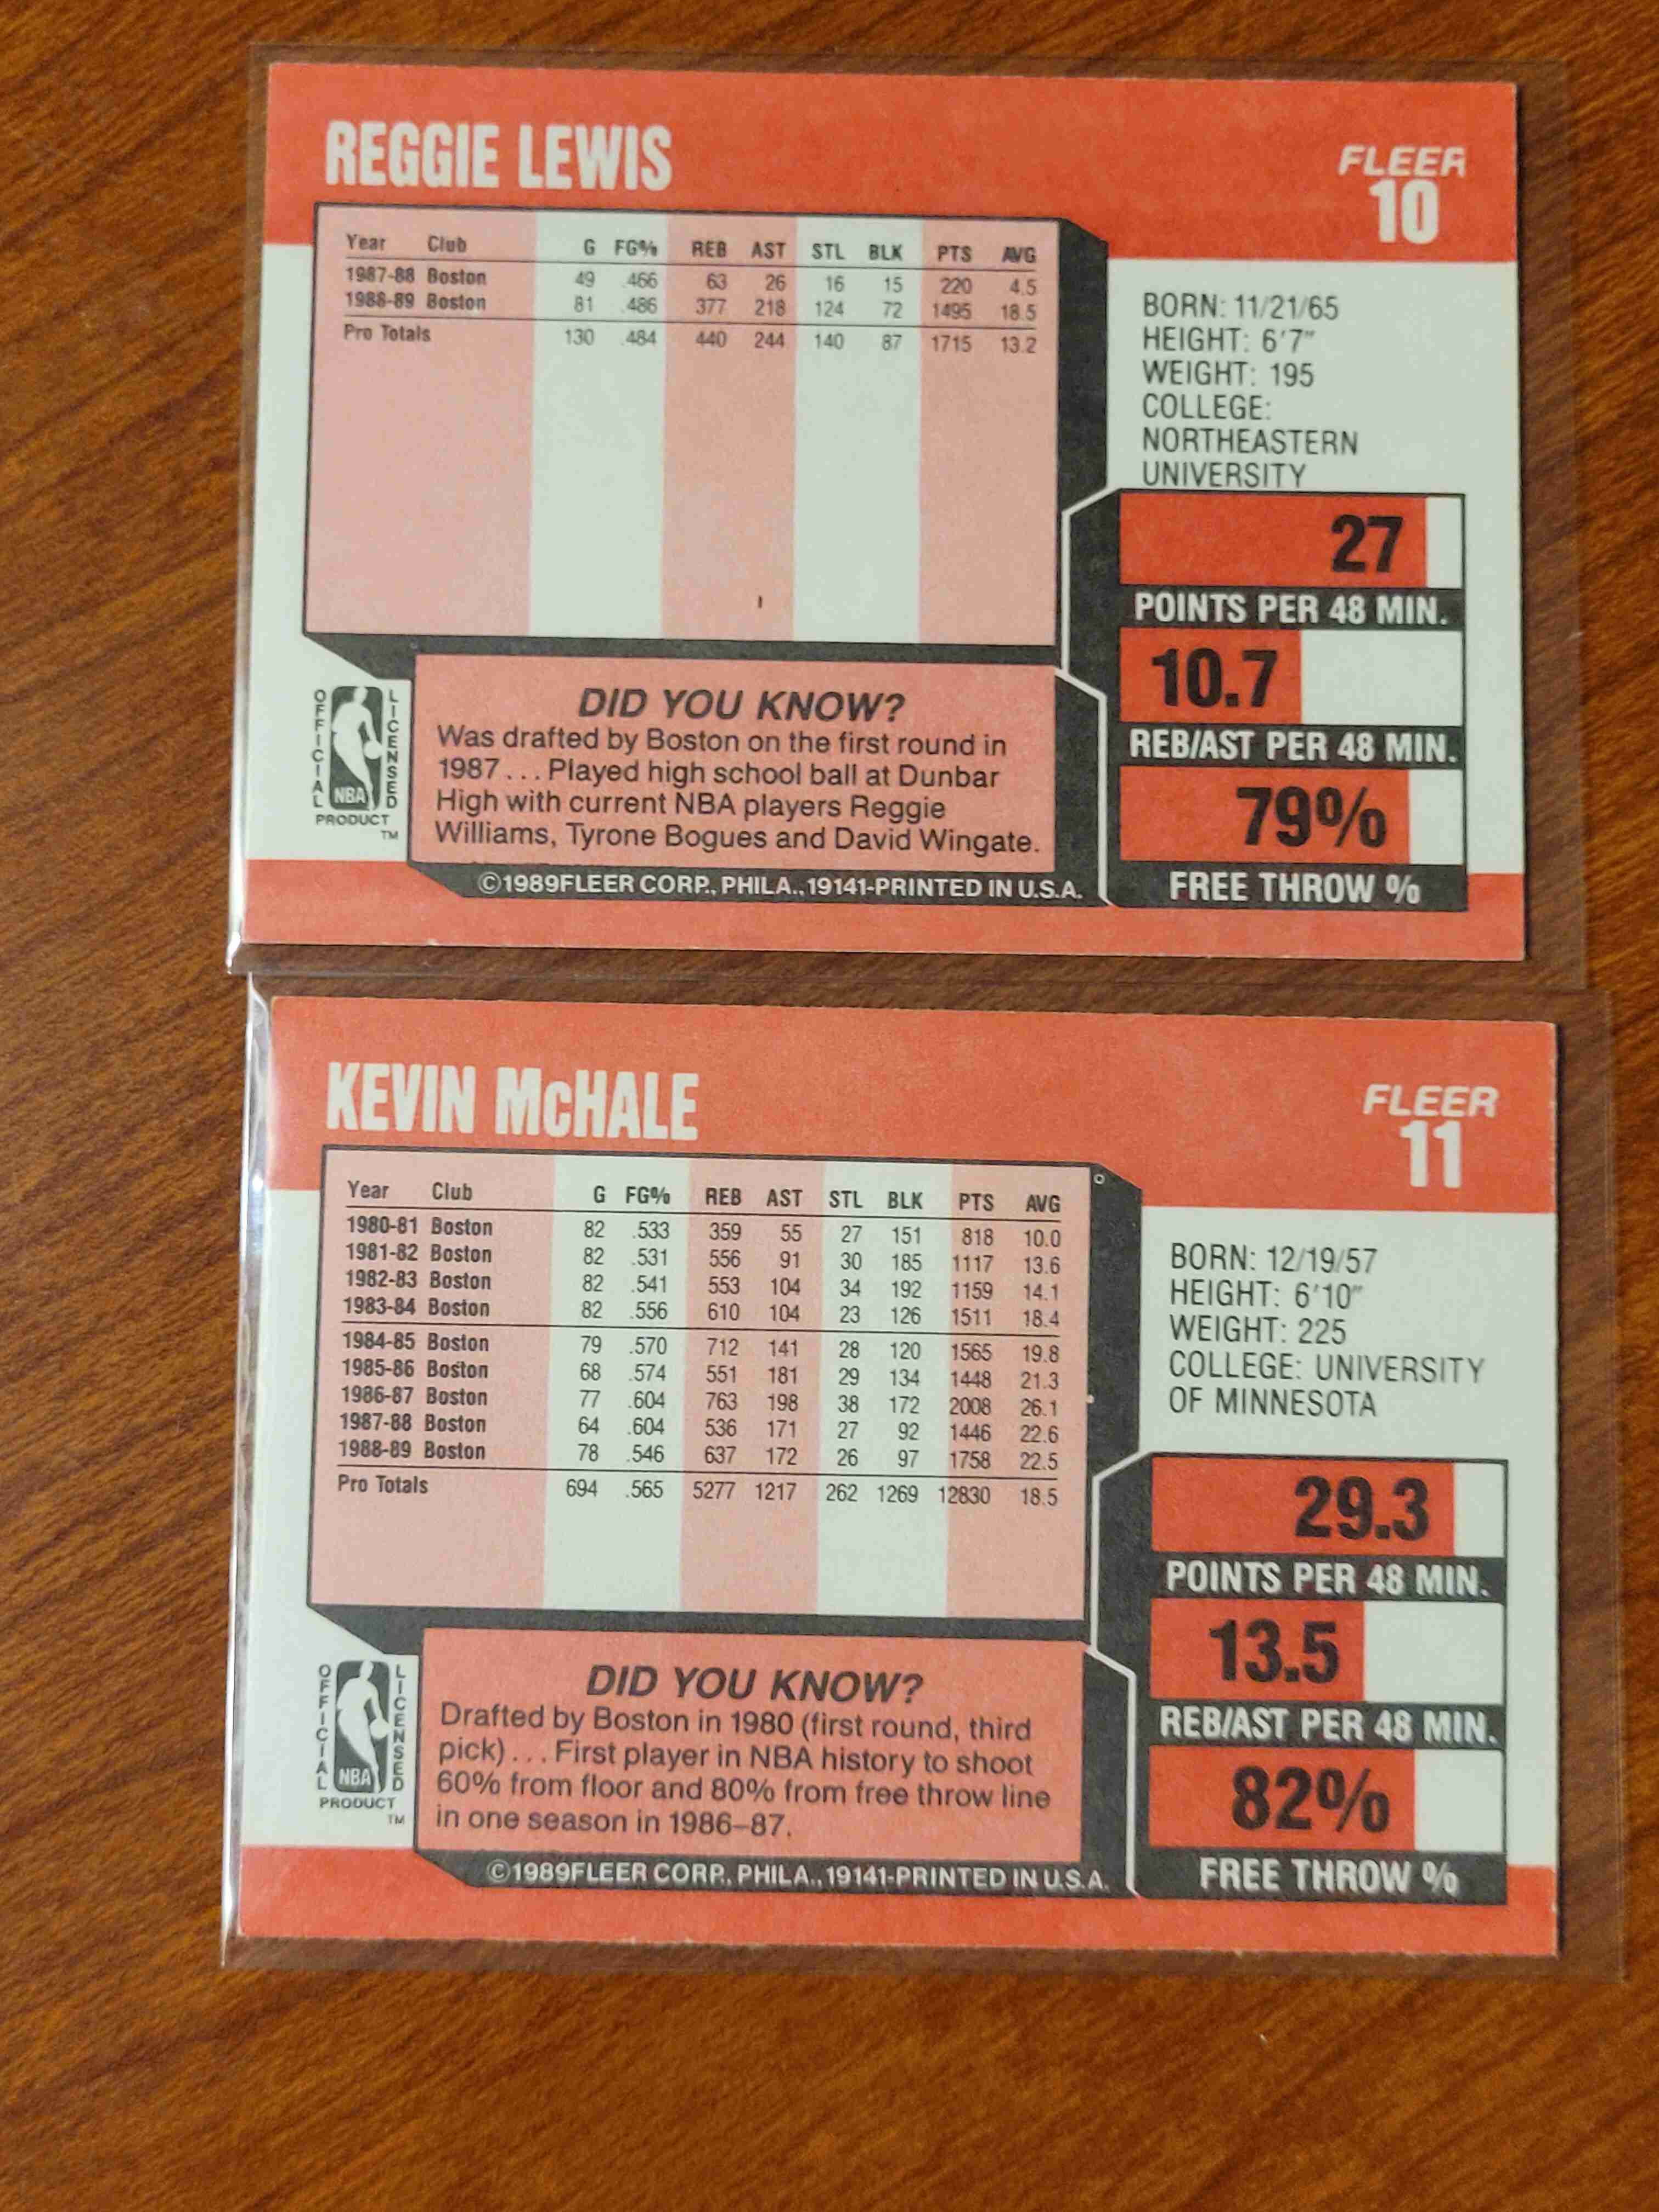 REGGIE LEWIS
FLEER
10
Year Club G FG% REB AST STL BLK PTS AVG
1987-88 Boston 49 .466 63 26 16 15 220 4.5
1988-89 Boston 81 .486 377 218 124 72 1495 18.5
Pro Totals 130 .484 440 244 140 87 1715 13.2
BORN: 11/21/65
HEIGHT: 6'7"
WEIGHT: 195
COLLEGE:
NORTHEASTERN
UNIVERSITY
27
POINTS PER 48 MIN.
10.7
REB/AST PER 48 MIN.
79%
FREE THROW %
OFFICIAL
LICENSED
NBA
PRODUCT
TM
DID YOU KNOW?
Was drafted by Boston on the first round in
1987... Played high school ball at Dunbar
High with current NBA players Reggie
Williams, Tyrone Bogues and David Wingate.
©1989FLEER CORP., PHILA., 19141-PRINTED IN U.S.A.
KEVIN McHALE
FLEER
11
Year Club G FG% REB AST STL BLK PTS AVG
1980-81 Boston 82 .533 359 55 27 151 818 10.0
1981-82 Boston 82 .531 556 91 30 185 1117 13.6
1982-83 Boston 82 .541 553 104 34 192 1159 14.1
1983-84 Boston 82 .556 610 104 23 126 1511 18.4
1984-85 Boston 79 .570 712 141 28 120 1565 19.8
1985-86 Boston 68 .574 551 181 29 134 1448 21.3
1986-87 Boston 77 .604 763 198 38 172 2008 26.1
1987-88 Boston 64 .604 536 171 27 92 1446 22.6
1988-89 Boston 78 .546 637 172 26 97 1758 22.5
Pro Totals 694 .565 5277 1217 262 1269 12830 18.5
BORN: 12/19/57
HEIGHT: 6'10"
WEIGHT: 225
COLLEGE: UNIVERSITY
OF MINNESOTA
29.3
POINTS PER 48 MIN.
13.5
REB/AST PER 48 MIN.
82%
FREE THROW %
OFFICIAL
LICENSED
NBA
PRODUCT
TM
DID YOU KNOW?
Drafted by Boston in 1980 (first round, third
pick)... First player in NBA history to shoot
60% from floor and 80% from free throw line
in one season in 1986–87.
©1989FLEER CORP., PHILA., 19141-PRINTED IN U.S.A.